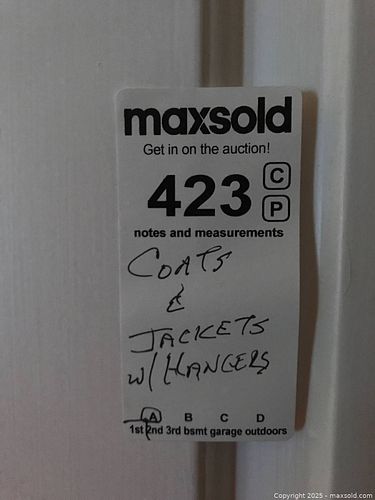 maxsold
Get in on the auction!
423 C
P
notes and measurements
COATS
&
JACKETS
W/ HANGERS
A B C D
1st 2nd 3rd bsmt garage outdoors
Copyright 2025 - maxsold.com